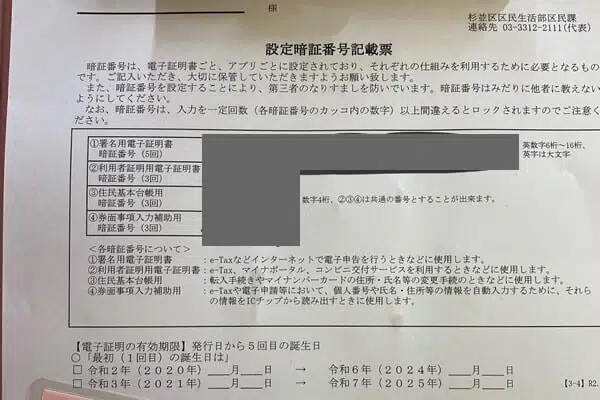 様
杉並区区民生活部区民課
連絡先 03-3312-2111(代表)
設定暗証番号記載票
暗証番号は、電子証明書ごと、アプリごとに設定されており、それぞれの仕組みを利用するために必要となるもの
です。ご記入いただき、大切に保管していただきますようお願い致します。
また、暗証番号を設定することにより、第三者のなりすましを防いでいます。暗証番号はみだりに他者に教えない
ようにしてください。
なお、暗証番号は、入力を一定回数(各暗証番号のカッコ内の数字)以上間違えるとロックされますのでご注意く
ださい。
①署名用電子証明書
暗証番号(5回)
英数字6桁～16桁、
英字は大文字
②利用者証明用電子証明書
暗証番号(3回)
③住民基本台帳用
暗証番号(3回)
数字4桁、②③④は共通の番号とすることが出来ます。
④券面事項入力補助用
暗証番号(3回)
<各暗証番号について>
①署名用電子証明書 :e-Taxなどインターネットで電子申告を行うときなどに使用します。
②利用者証明用電子証明書:e-Tax、マイナポータル、コンビニ交付サービスを利用するときなどに使用します。
③住民基本台帳用 :転入手続きやマイナンバーカードの住所・氏名等の変更手続のときなどに使用します。
④券面事項入力補助用 :e-Taxや電子申請等において、個人番号や氏名・住所等の情報を自動入力するために、それら
の情報をICチップから読み出すときに使用します。
【電子証明の有効期限】発行日から5回目の誕生日
○「最初(1回目)の誕生日は」
□ 令和2年(2020年)___月___日 → 令和6年(2024年)___月___日
□ 令和3年(2021年)___月___日 → 令和7年(2025年)___月___日
【3-4】R2.